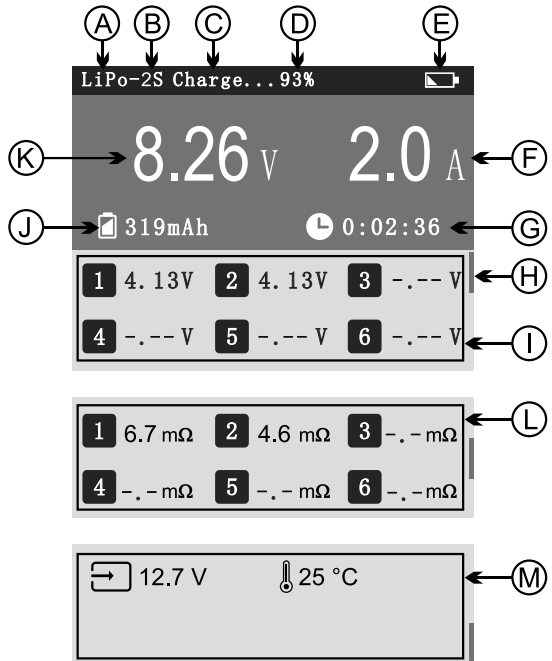 A B C D E
LiPo-2S Charge...93%
K 8.26 V 2.0 A F
J 319mAh 0:02:36 G
1 4.13V 2 4.13V 3 -.-- V H
4 -.-- V 5 -.-- V 6 -.-- V I
1 6.7 mΩ 2 4.6 mΩ 3 -.- mΩ L
4 -.- mΩ 5 -.- mΩ 6 -.- mΩ
12.7 V 25 °C M